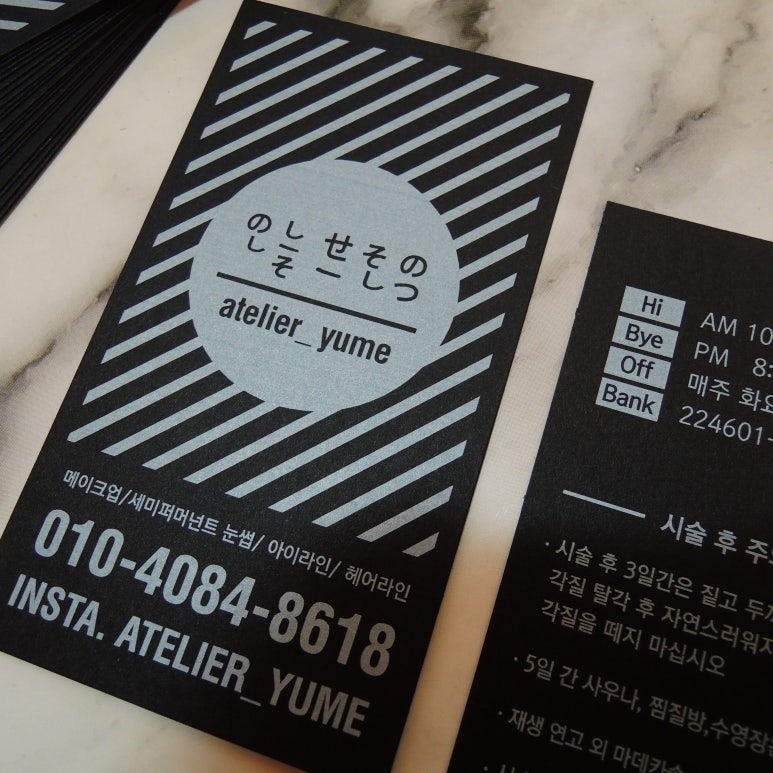 のし せその
しそ ーしつ
atelier_yume
메이크업/세미퍼머넌트 눈썹/ 아이라인/ 헤어라인
010-4084-8618
INSTA. ATELIER_YUME
Hi AM 10
Bye PM 8:
Off 매주 화요
Bank 224601-
시술 후 주
· 시술 후 3일간은 짙고 두
각질 탈각 후 자연스러워지
각질을 떼지 마십시오
· 5일 간 사우나, 찜질방,수영장
· 재생 연고 외 마데카